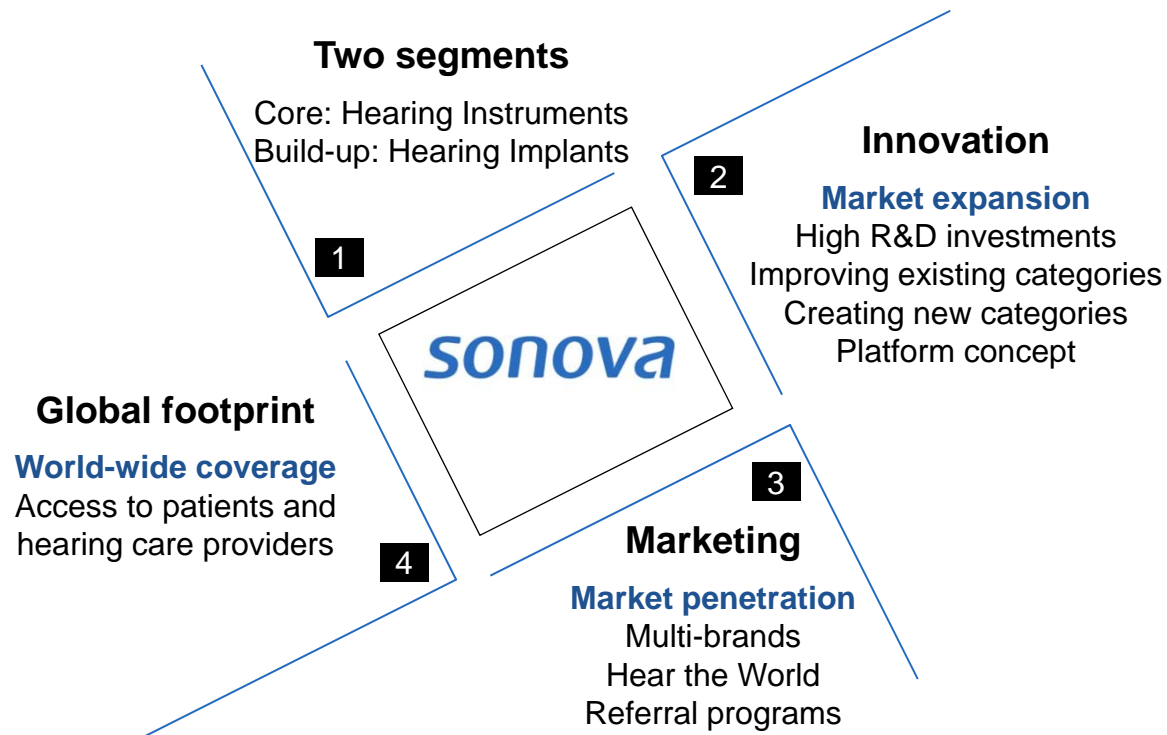 Two segments
Core: Hearing Instruments
Build-up: Hearing Implants
1
2
Innovation
Market expansion
High R&D investments
Improving existing categories
Creating new categories
Platform concept
sonova
3
Marketing
Market penetration
Multi-brands
Hear the World
Referral programs
4
Global footprint
World-wide coverage
Access to patients and
hearing care providers